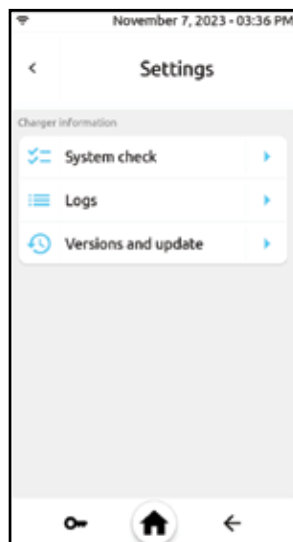 November 7, 2023 - 03:36 PM
Settings
Charger information
System check
Logs
Versions and update